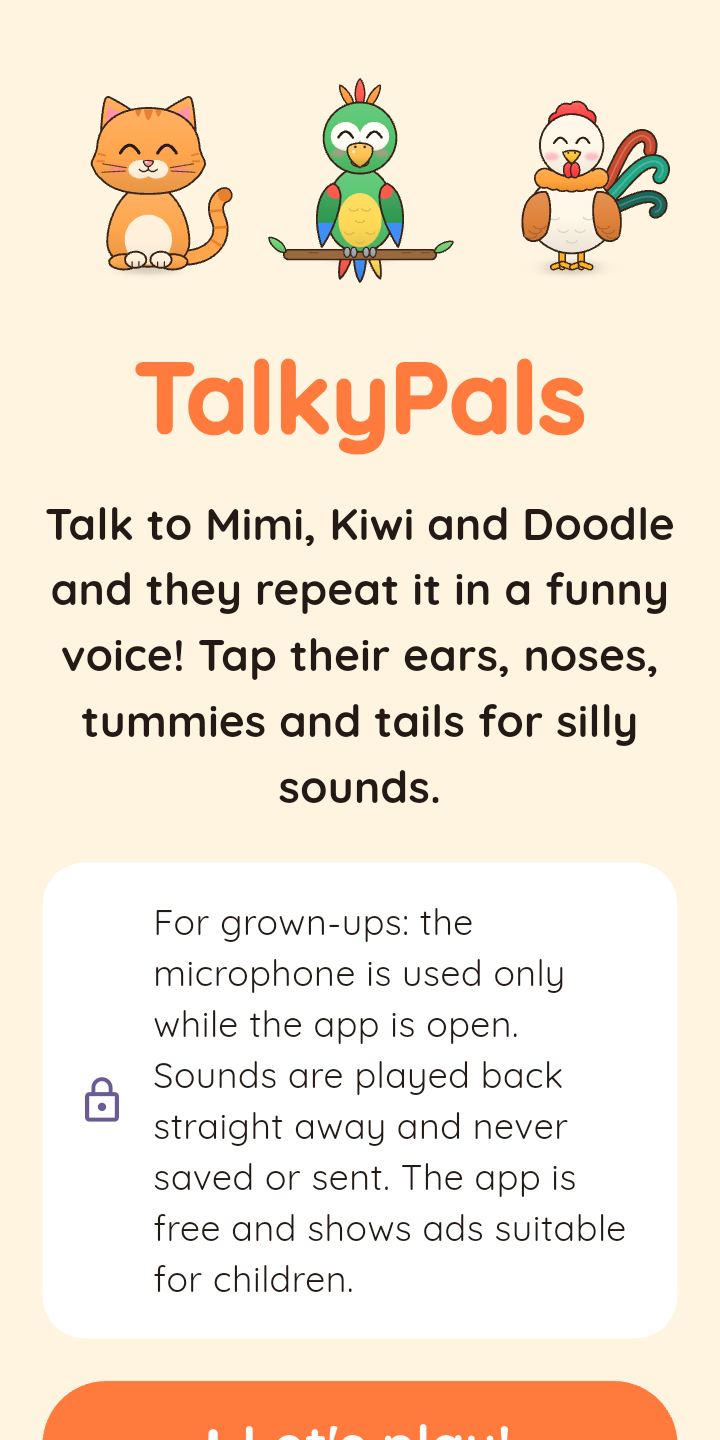 TalkyPals
Talk to Mimi, Kiwi and Doodle
and they repeat it in a funny
voice! Tap their ears, noses,
tummies and tails for silly
sounds.
For grown-ups: the
microphone is used only
while the app is open.
Sounds are played back
straight away and never
saved or sent. The app is
free and shows ads suitable
for children.
Let's play!